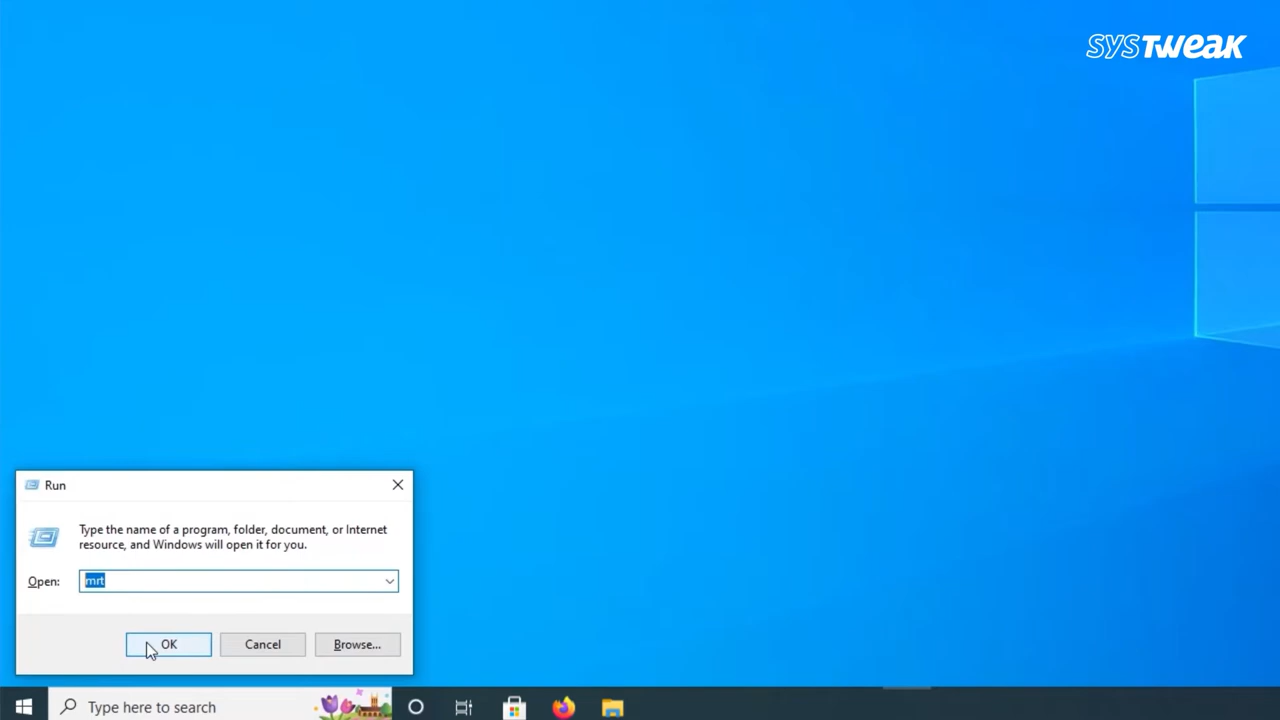 SYSTWEAK
Run
Type the name of a program, folder, document, or Internet
resource, and Windows will open it for you.
Open:
mrt
OK
Cancel
Browse...
Type here to search